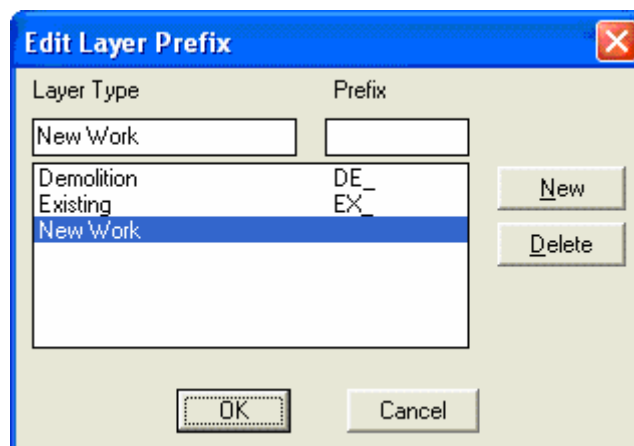 Edit Layer Prefix
Layer Type Prefix
New Work
Demolition DE_
Existing EX_
New Work
New
Delete
OK Cancel